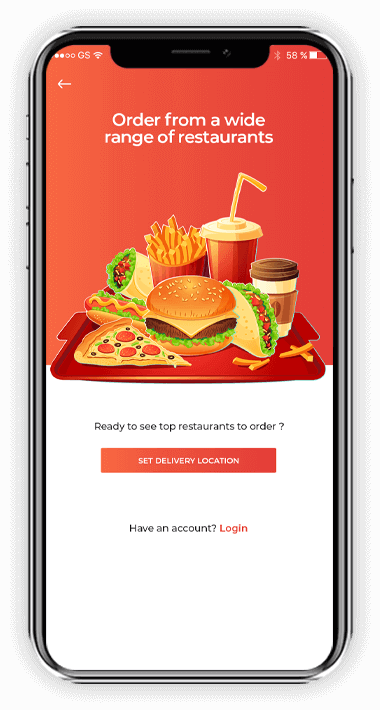 GS 58 %
Order from a wide
range of restaurants
Ready to see top restaurants to order ?
SET DELIVERY LOCATION
Have an account? Login